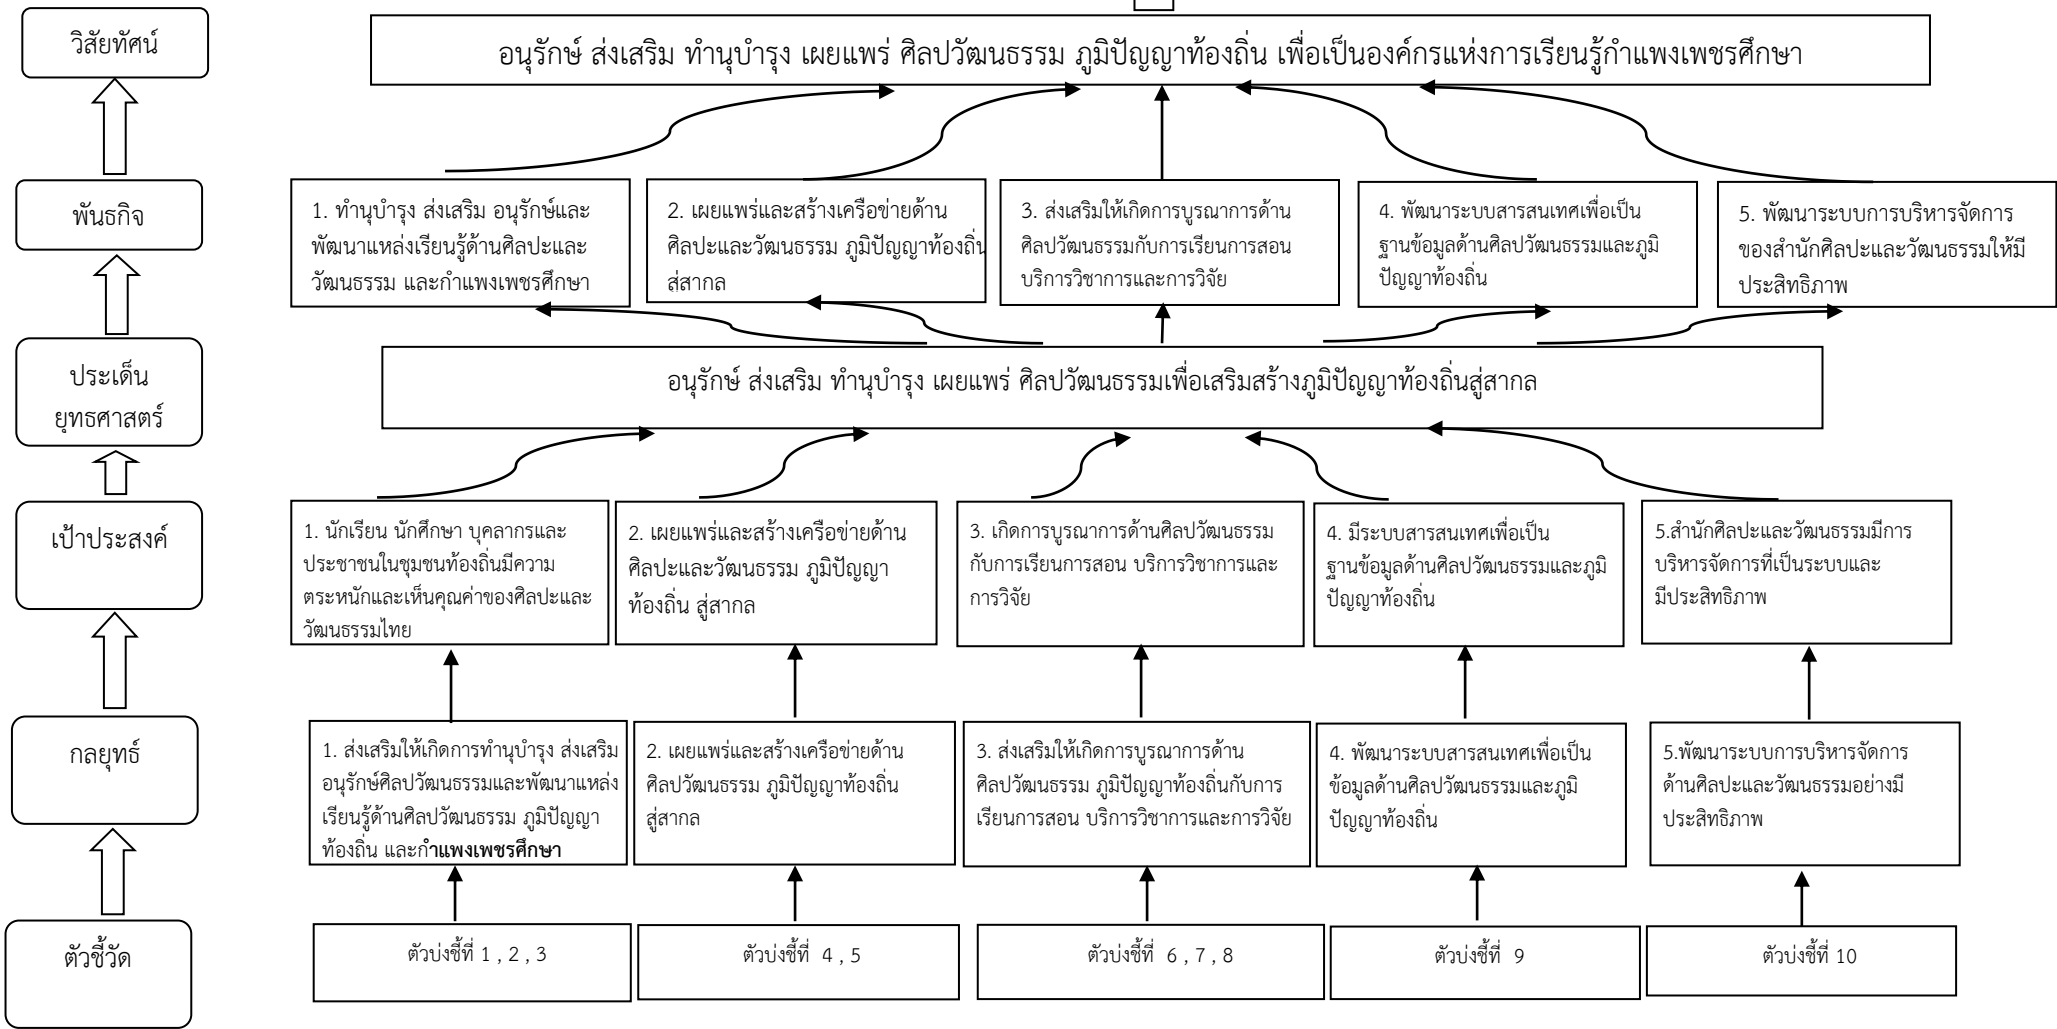 วิสัยทัศน์
อนุรักษ์ ส่งเสริม ทำนุบำรุง เผยแพร่ ศิลปวัฒนธรรม ภูมิปัญญาท้องถิ่น เพื่อเป็นองค์กรแห่งการเรียนรู้กำแพงเพชรศึกษา
พันธกิจ
1. ทำนุบำรุง ส่งเสริม อนุรักษ์และ
พัฒนาแหล่งเรียนรู้ด้านศิลปะและ
วัฒนธรรม และกำแพงเพชรศึกษา
2. เผยแพร่และสร้างเครือข่ายด้าน
ศิลปะและวัฒนธรรม ภูมิปัญญาท้องถิ่น
สู่สากล
3. ส่งเสริมให้เกิดการบูรณาการด้าน
ศิลปวัฒนธรรมกับการเรียนการสอน
บริการวิชาการและการวิจัย
4. พัฒนาระบบสารสนเทศเพื่อเป็น
ฐานข้อมูลด้านศิลปวัฒนธรรมและภูมิ
ปัญญาท้องถิ่น
5. พัฒนาระบบการบริหารจัดการ
ของสำนักศิลปะและวัฒนธรรมให้มี
ประสิทธิภาพ
ประเด็น
ยุทธศาสตร์
อนุรักษ์ ส่งเสริม ทำนุบำรุง เผยแพร่ ศิลปวัฒนธรรมเพื่อเสริมสร้างภูมิปัญญาท้องถิ่นสู่สากล
เป้าประสงค์
1. นักเรียน นักศึกษา บุคลากรและ
ประชาชนในชุมชนท้องถิ่นมีความ
ตระหนักและเห็นคุณค่าของศิลปะและ
วัฒนธรรมไทย
2. เผยแพร่และสร้างเครือข่ายด้าน
ศิลปะและวัฒนธรรม ภูมิปัญญา
ท้องถิ่น สู่สากล
3. เกิดการบูรณาการด้านศิลปวัฒนธรรม
กับการเรียนการสอน บริการวิชาการและ
การวิจัย
4. มีระบบสารสนเทศเพื่อเป็น
ฐานข้อมูลด้านศิลปวัฒนธรรมและภูมิ
ปัญญาท้องถิ่น
5.สำนักศิลปะและวัฒนธรรมมีการ
บริหารจัดการที่เป็นระบบและ
มีประสิทธิภาพ
กลยุทธ์
1. ส่งเสริมให้เกิดการทำนุบำรุง ส่งเสริม
อนุรักษ์ศิลปวัฒนธรรมและพัฒนาแหล่ง
เรียนรู้ด้านศิลปวัฒนธรรม ภูมิปัญญา
ท้องถิ่น และกำแพงเพชรศึกษา
2. เผยแพร่และสร้างเครือข่ายด้าน
ศิลปวัฒนธรรม ภูมิปัญญาท้องถิ่น
สู่สากล
3. ส่งเสริมให้เกิดการบูรณาการด้าน
ศิลปวัฒนธรรม ภูมิปัญญาท้องถิ่นกับการ
เรียนการสอน บริการวิชาการและการวิจัย
4. พัฒนาระบบสารสนเทศเพื่อเป็น
ข้อมูลด้านศิลปวัฒนธรรมและภูมิ
ปัญญาท้องถิ่น
5.พัฒนาระบบการบริหารจัดการ
ด้านศิลปะและวัฒนธรรมอย่างมี
ประสิทธิภาพ
ตัวชี้วัด
ตัวบ่งชี้ที่ 1 , 2 , 3
ตัวบ่งชี้ที่ 4 , 5
ตัวบ่งชี้ที่ 6 , 7 , 8
ตัวบ่งชี้ที่ 9
ตัวบ่งชี้ที่ 10